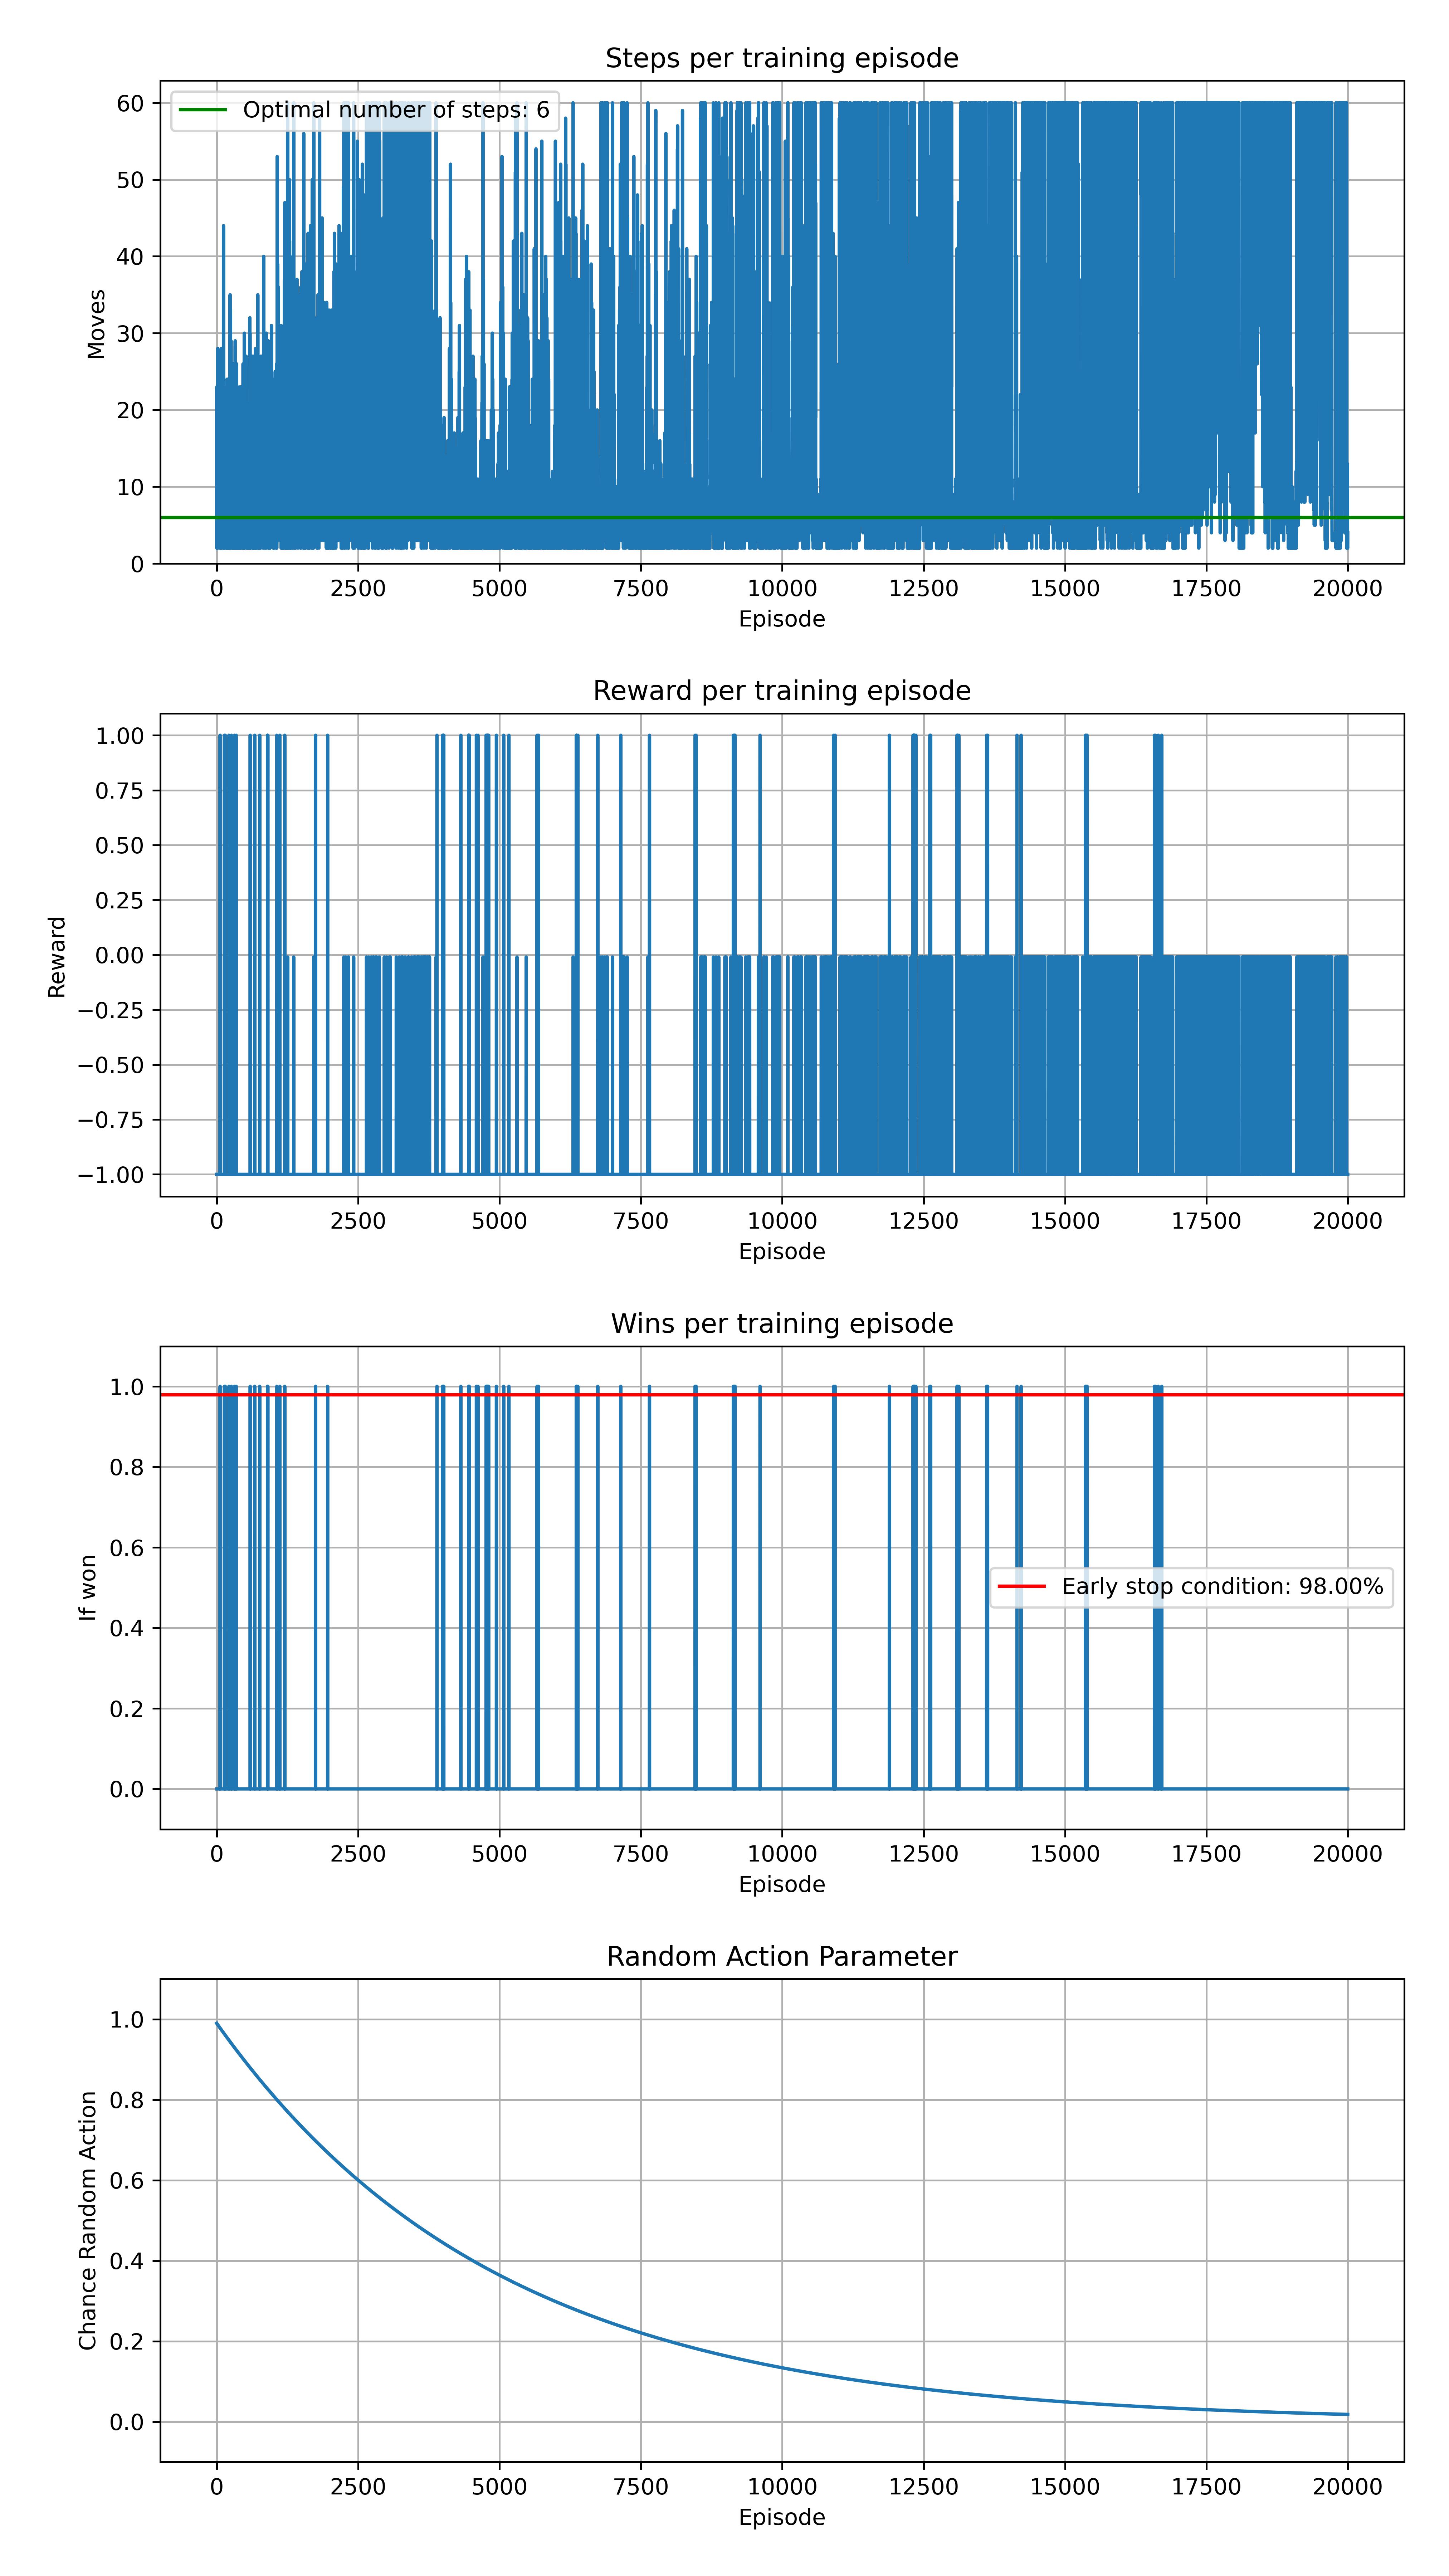 Steps per training episode
Optimal number of steps: 6
60
50
40
30
20
10
0
Moves
0 2500 5000 7500 10000 12500 15000 17500 20000
Episode
Reward per training episode
1.00
0.75
0.50
0.25
0.00
−0.25
−0.50
−0.75
−1.00
Reward
0 2500 5000 7500 10000 12500 15000 17500 20000
Episode
Wins per training episode
1.0
0.8
0.6
0.4
0.2
0.0
If won
Early stop condition: 98.00%
0 2500 5000 7500 10000 12500 15000 17500 20000
Episode
Random Action Parameter
1.0
0.8
0.6
0.4
0.2
0.0
Chance Random Action
0 2500 5000 7500 10000 12500 15000 17500 20000
Episode